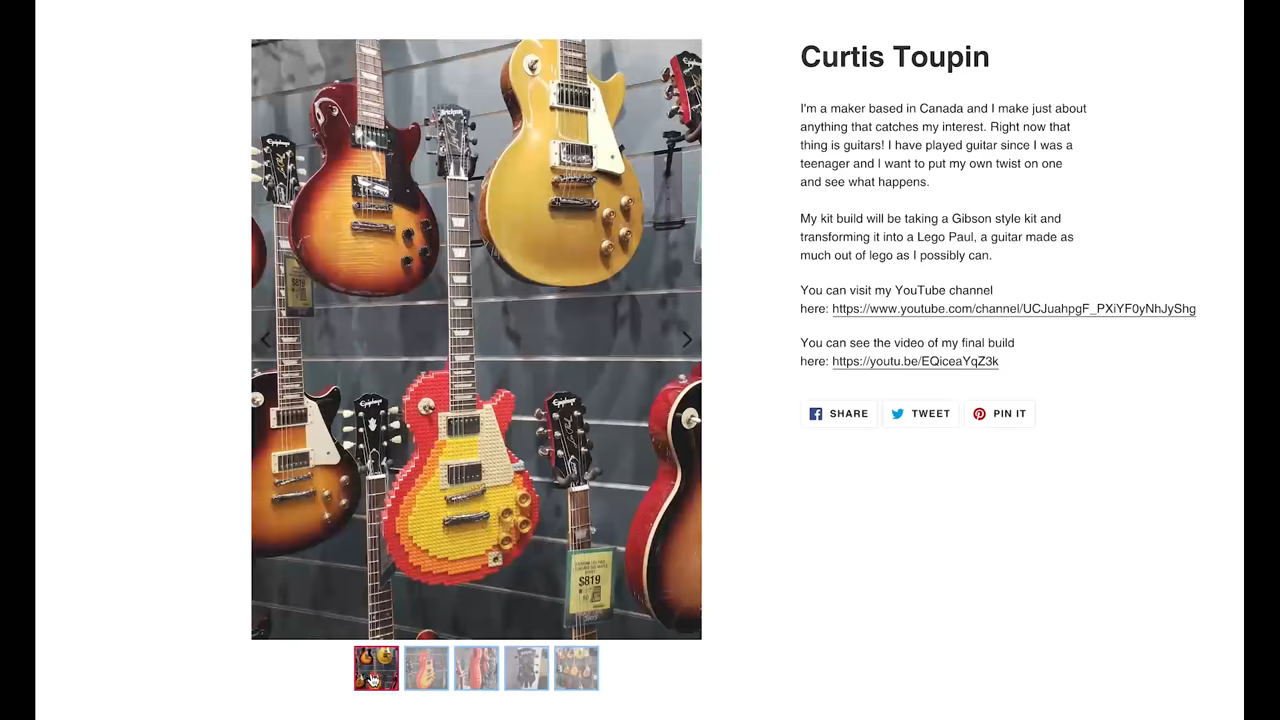 Curtis Toupin
I'm a maker based in Canada and I make just about
anything that catches my interest. Right now that
thing is guitars! I have played guitar since I was a
teenager and I want to put my own twist on one
and see what happens.
My kit build will be taking a Gibson style kit and
transforming it into a Lego Paul, a guitar made as
much out of lego as I possibly can.
You can visit my YouTube channel
here: https://www.youtube.com/channel/UCJuahpgF_PXiYF0yNhJyShg
You can see the video of my final build
here: https://youtu.be/EQiceaYqZ3k
SHARE TWEET PIN IT
Epiphone
Epiphone
Epiphone
$819
$819